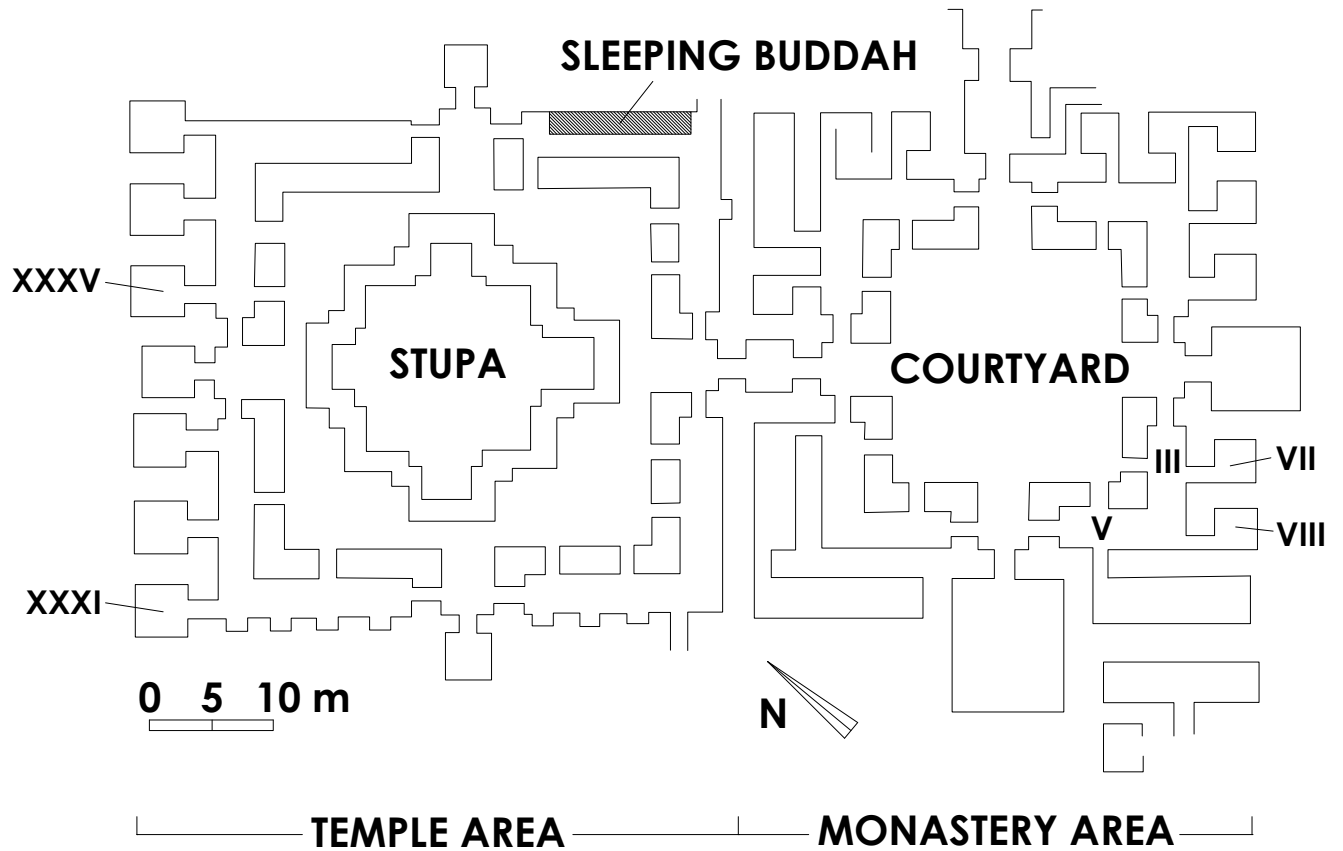 SLEEPING BUDDAH
XXXV
STUPA
COURTYARD
III
VII
V
VIII
XXXI
0 5 10 m
N
TEMPLE AREA
MONASTERY AREA